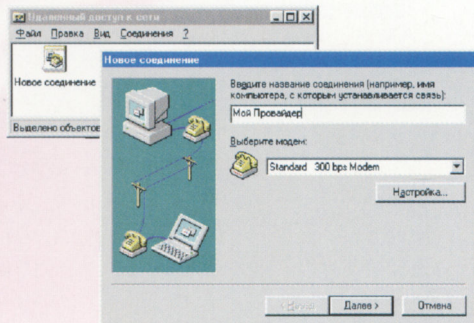 Удаленный доступ к сети
Файл Правка Вид Соединения ?
Новое соединение
Выделено объектов
Новое соединение
Введите название соединения (например, имя
компьютера, с которым устанавливается связь):
Мой Провайдер
Выберите модем:
Standard 300 bps Modem
Настройка...
< Назад
Далее >
Отмена